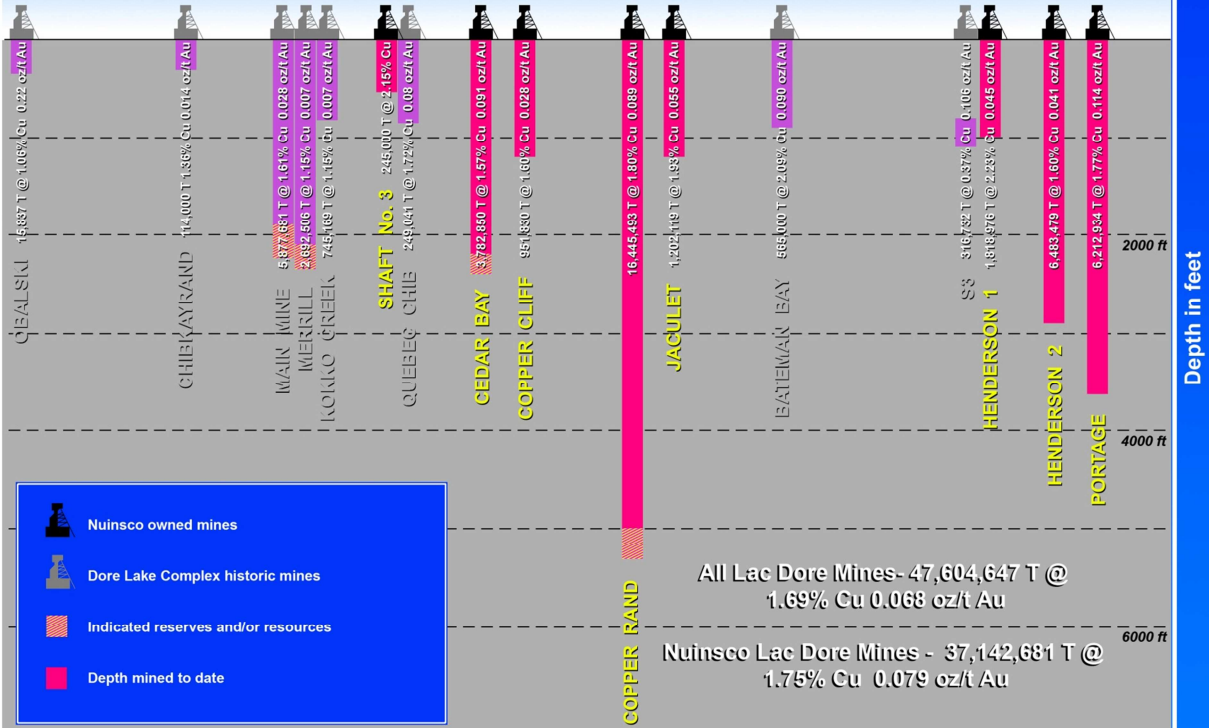 15,837 T @ 1.06% Cu 0.22 oz/t Au
OBALSKI
114,000 T 1.36% Cu 0.014 oz/t Au
CHIBKAYRAND
5,877,661 T @ 1.61% Cu 0.028 oz/t Au
MAIN MINE
2,692,506 T @ 1.15% Cu 0.007 oz/t Au
MERRILL
745,169 T @ 1.15% Cu 0.007 oz/t Au
KOKKO CREEK
245,000 T @ 2.15% Cu
SHAFT No. 3
249,041 T @ 1.72% Cu 0.08 oz/t Au
QUEBEC CHIB
3,782,850 T @ 1.57% Cu 0.091 oz/t Au
CEDAR BAY
951,830 T @ 1.60% Cu 0.028 oz/t Au
COPPER CLIFF
16,445,493 T @ 1.80% Cu 0.089 oz/t Au
COPPER RAND
1,202,119 T @ 1.93% Cu 0.055 oz/t Au
JACULET
565,000 T @ 2.09% Cu 0.090 oz/t Au
BATEMAN BAY
316,752 T @ 0.37% Cu 0.106 oz/t Au
S3
1,818,976 T @ 2.23% Cu 0.045 oz/t Au
HENDERSON 1
6,483,479 T @ 1.60% Cu 0.041 oz/t Au
HENDERSON 2
6,212,934 T @ 1.77% Cu 0.114 oz/t Au
PORTAGE
2000 ft
4000 ft
6000 ft
Depth in feet
Nuinsco owned mines
Dore Lake Complex historic mines
Indicated reserves and/or resources
Depth mined to date
All Lac Dore Mines- 47,604,647 T @
1.69% Cu 0.068 oz/t Au
Nuinsco Lac Dore Mines - 37,142,681 T @
1.75% Cu 0.079 oz/t Au